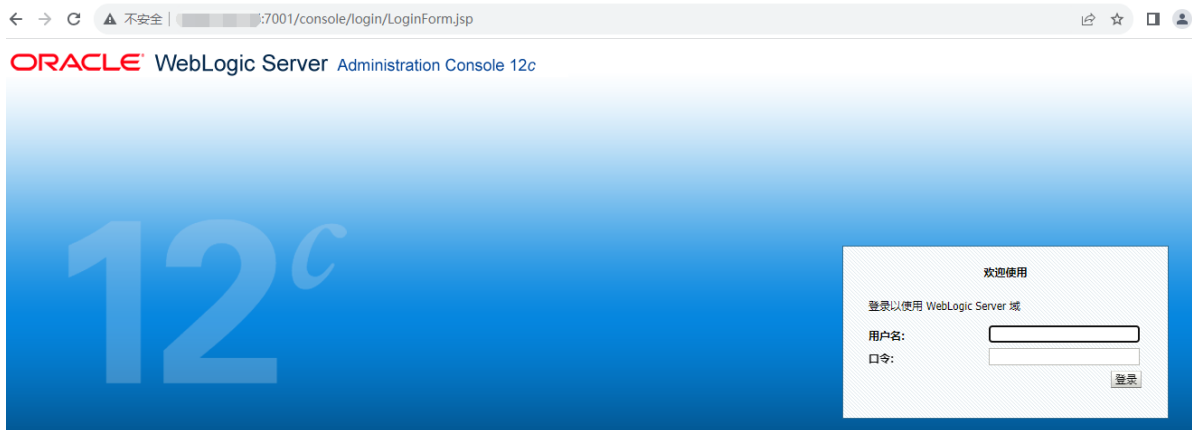 不安全 | :7001/console/login/LoginForm.jsp
ORACLE WebLogic Server Administration Console 12c
12c
欢迎使用
登录以使用 WebLogic Server 域
用户名:
口令:
登录